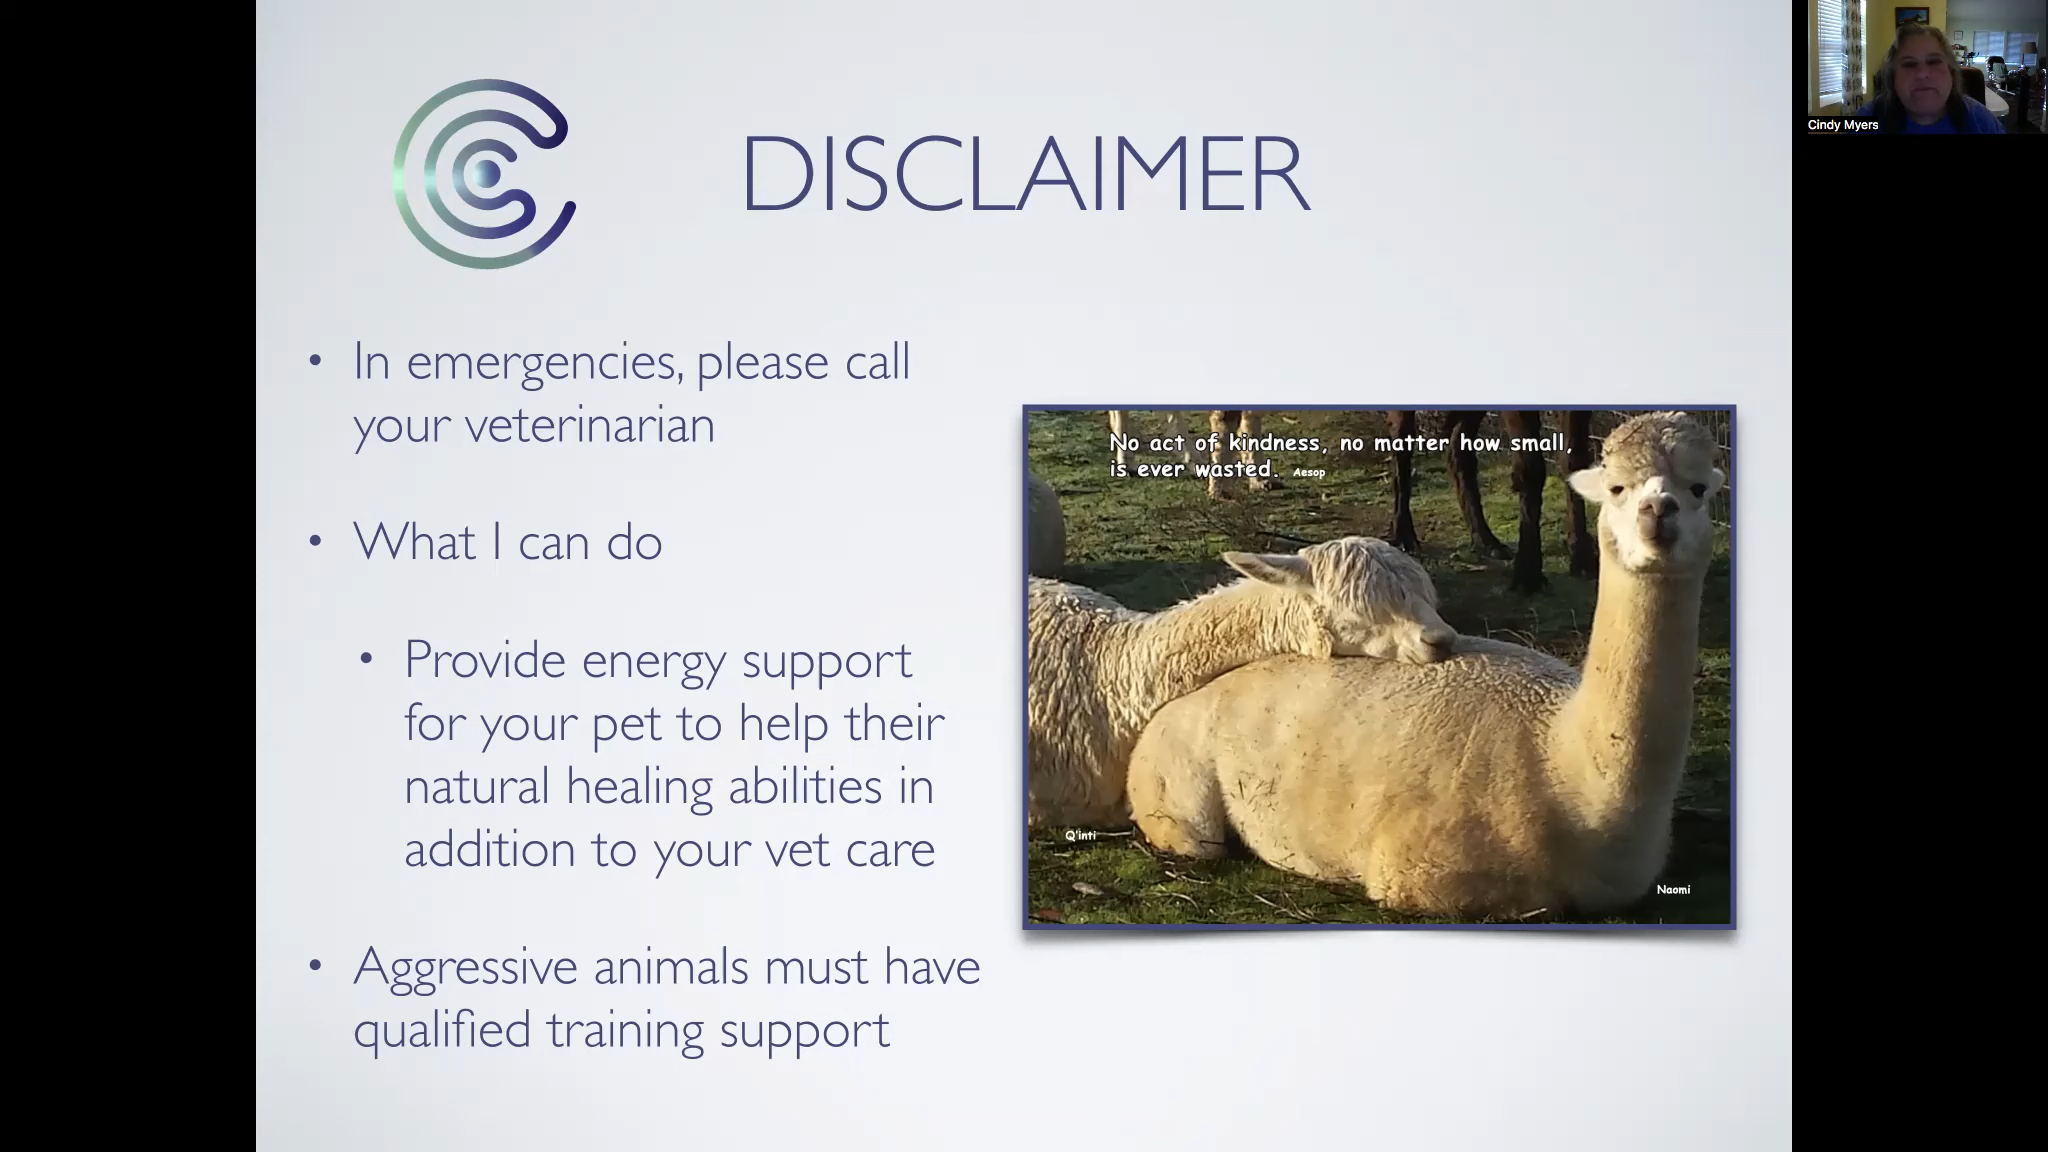 DISCLAIMER
• In emergencies, please call
your veterinarian
• What I can do
• Provide energy support
for your pet to help their
natural healing abilities in
addition to your vet care
• Aggressive animals must have
qualified training support
No act of kindness, no matter how small,
is ever wasted. Aesop
Q'inti
Naomi
Cindy Myers